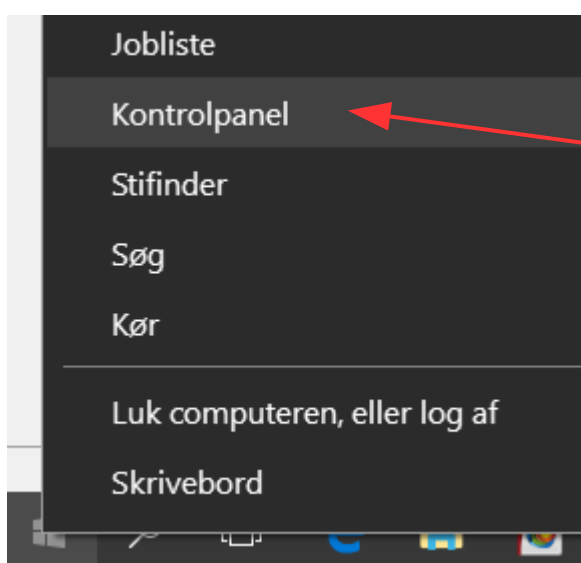 Jobliste
Kontrolpanel
Stifinder
Søg
Kør
Luk computeren, eller log af
Skrivebord